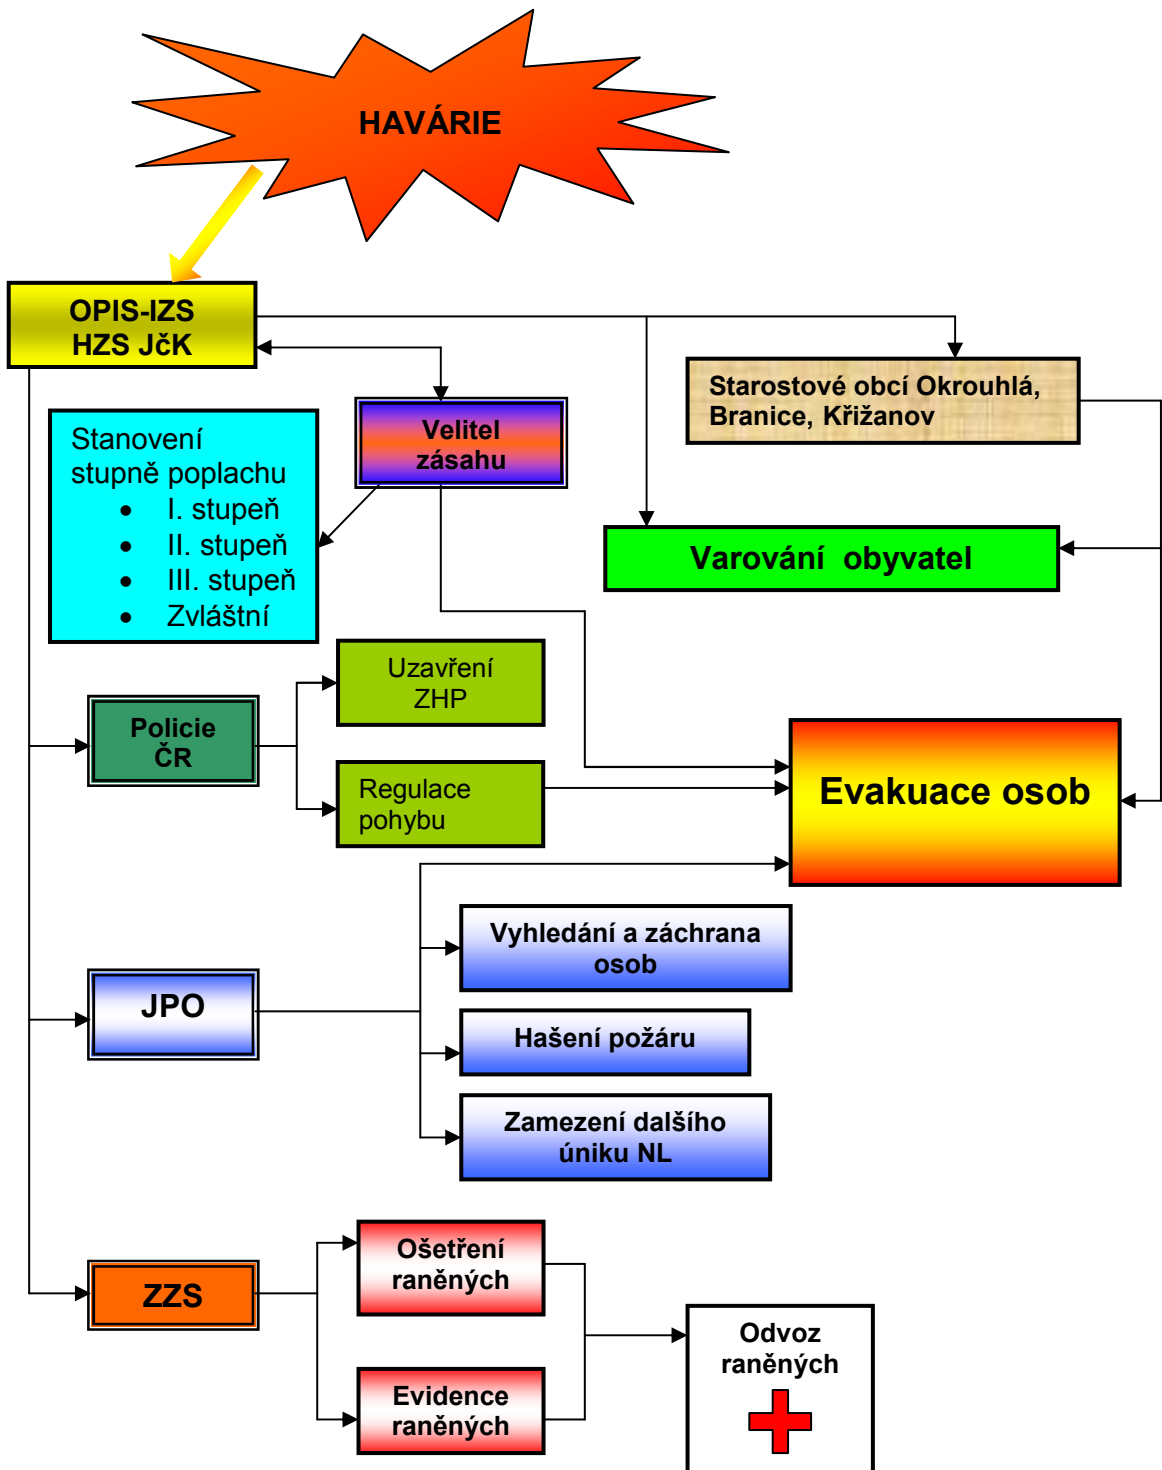 HAVÁRIE
OPIS-IZS
HZS JčK
Starostové obcí Okrouhlá,
Branice, Křižanov
Velitel
zásahu
Stanovení
stupně poplachu
• I. stupeň
• II. stupeň
• III. stupeň
• Zvláštní
Varování obyvatel
Uzavření
ZHP
Policie
ČR
Regulace
pohybu
Evakuace osob
Vyhledání a záchrana
osob
JPO
Hašení požáru
Zamezení dalšího
úniku NL
Ošetření
raněných
ZZS
Odvoz
raněných
Evidence
raněných